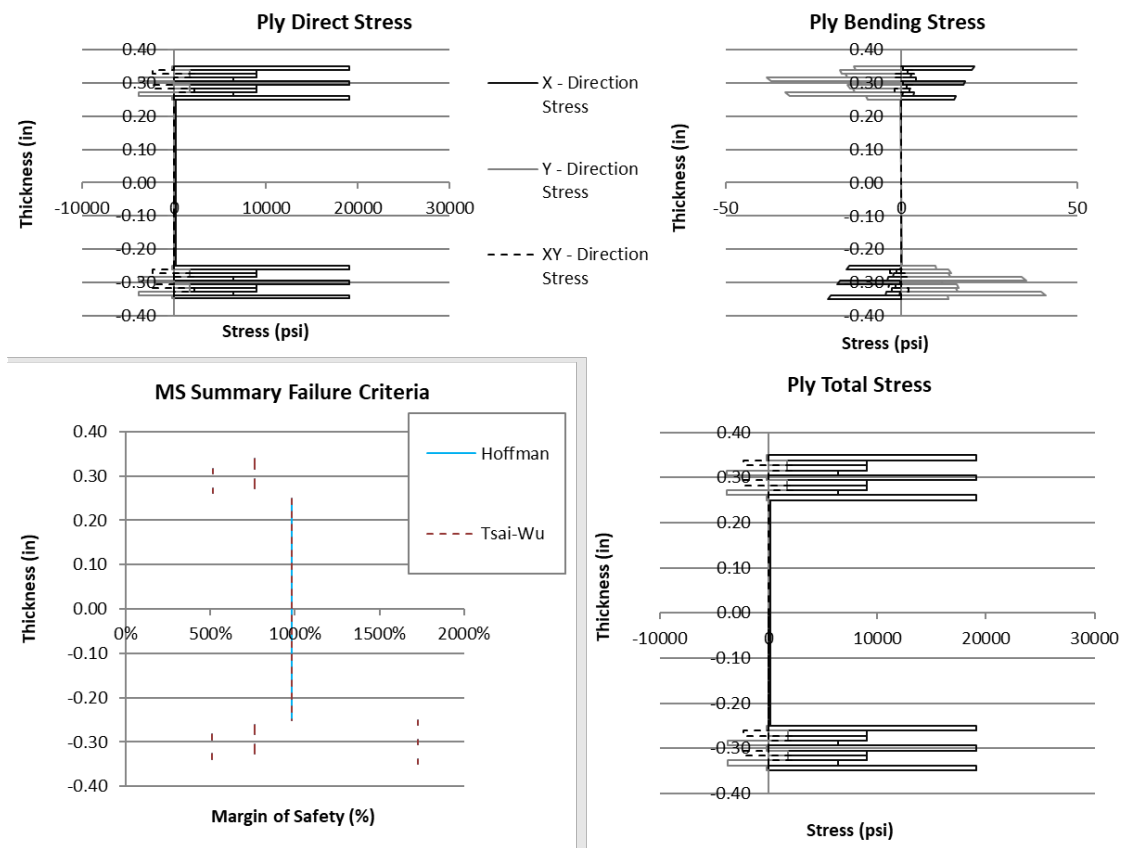 Ply Direct Stress
0.40
0.30
0.20
0.10
0.00
-0.10
-0.20
-0.30
-0.40
-10000 0 10000 20000 30000
Thickness (in)
Stress (psi)
X - Direction
Stress
Y - Direction
Stress
XY - Direction
Stress
Ply Bending Stress
0.40
0.30
0.20
0.10
0.00
-0.10
-0.20
-0.30
-0.40
-50 0 50
Thickness (in)
Stress (psi)
MS Summary Failure Criteria
0.40
0.30
0.20
0.10
0.00
-0.10
-0.20
-0.30
-0.40
0% 500% 1000% 1500% 2000%
Thickness (in)
Margin of Safety (%)
Hoffman
Tsai-Wu
Ply Total Stress
0.40
0.30
0.20
0.10
0.00
-0.10
-0.20
-0.30
-0.40
-10000 0 10000 20000 30000
Thickness (in)
Stress (psi)